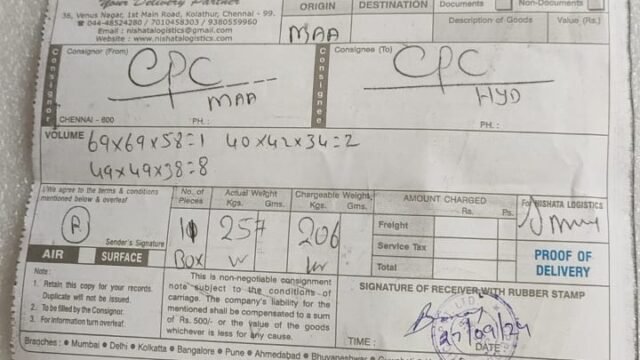 Your Delivery Partner
35, Venus Nagar, 1st Main Road, Kolathur, Chennai - 99.
☎ 044-48524280 / 7010458303 / 9380559960
Email : nishatalogistics@gmail.com
Website : www.nishatalogistics.com
ORIGIN
DESTINATION
Documents
Non-Documents
Description of Goods
Value (Rs.)
MAA
Consignor
Consignor (From)
CPC
MAA
CHENNAI - 600
PH. :
Consignee
Consignee (To)
CPC
HYD
PH. :
VOLUME
69x69x58=1 40x42x34=2
49x49x38=8
I/We agree to the terms & conditions
mentioned below & overleaf
Sender's Signature
No. of
Pieces
Actual Weight
Kgs. Gms.
Chargeable Weight
Kgs. Gms.
11
BOX
257
206
AMOUNT CHARGED
Rs. Ps.
Freight
Service Tax
Total
For NISHATA LOGISTICS
PROOF OF
DELIVERY
AIR SURFACE
Note :
1. Retain this copy for your records.
Duplicate will not be issued.
2. To be filled by the Consignor.
3. For information turn overleaf.
This is non-negotiable consignment
note subject to the conditions of
carriage. The company's liability for the
mentioned shall be compensated to a sum
of Rs. 500/- or the value of the goods
whichever is less for any cause.
SIGNATURE OF RECEIVER WITH RUBBER STAMP
TIME :
DATE
27/09/24
Branches : • Mumbai • Delhi • Kolkatta • Bangalore • Pune • Ahmedabad • Bhuvaneshwar